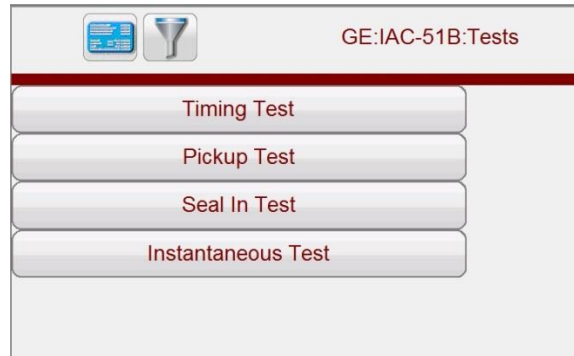 GE:IAC-51B:Tests
Timing Test
Pickup Test
Seal In Test
Instantaneous Test